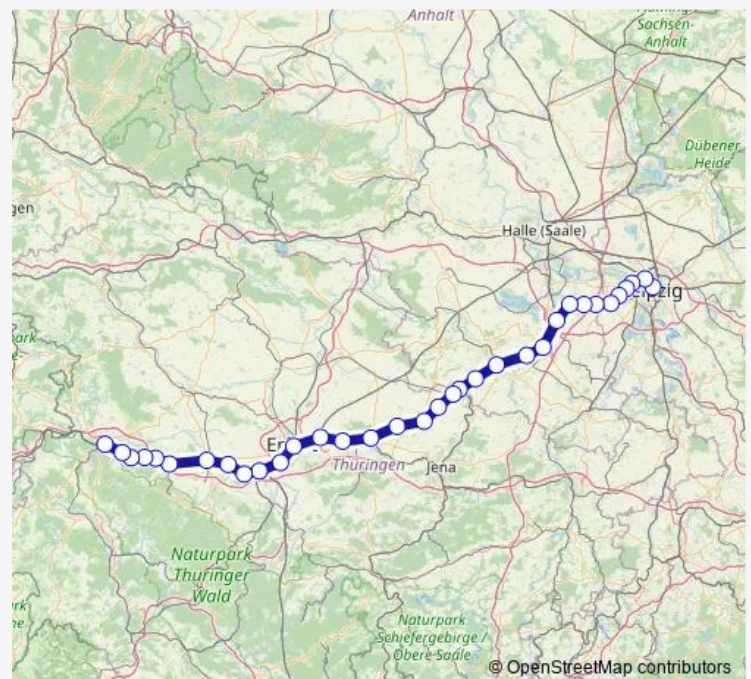 Anhalt
Sachsen-
Anhalt
Dübener
Heide
gen
Halle (Saale)
Thüringen
Jena
Naturpark
Thüringer
Wald
Naturpark
Schiefergebirge /
Obere Saale
© OpenStreetMap contributors